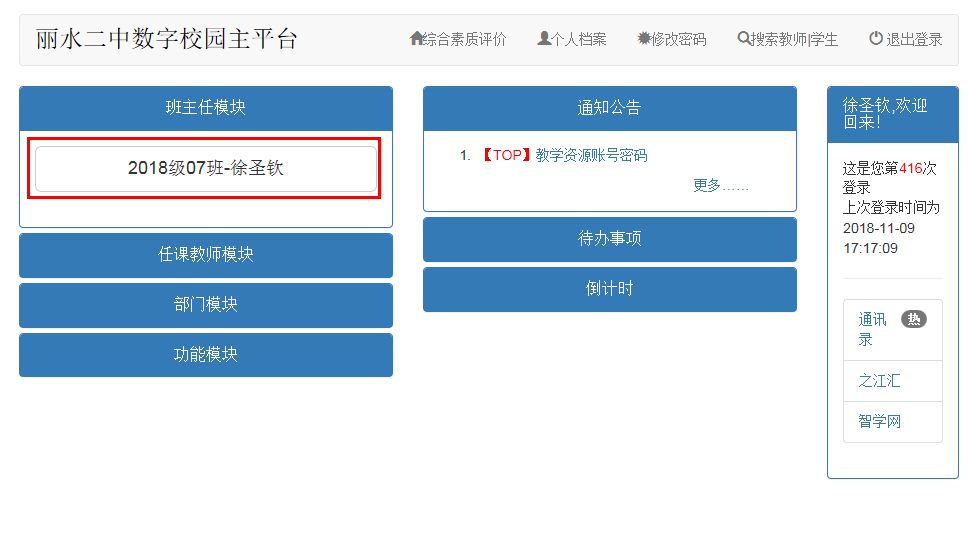 丽水二中数字校园主平台
综合素质评价
个人档案
修改密码
搜索教师|学生
退出登录
班主任模块
2018级07班-徐圣钦
任课教师模块
部门模块
功能模块
通知公告
1. 【TOP】教学资源账号密码
更多……
待办事项
倒计时
徐圣钦,欢迎
回来!
这是您第416次
登录
上次登录时间为
2018-11-09
17:17:09
通讯 热
录
之江汇
智学网